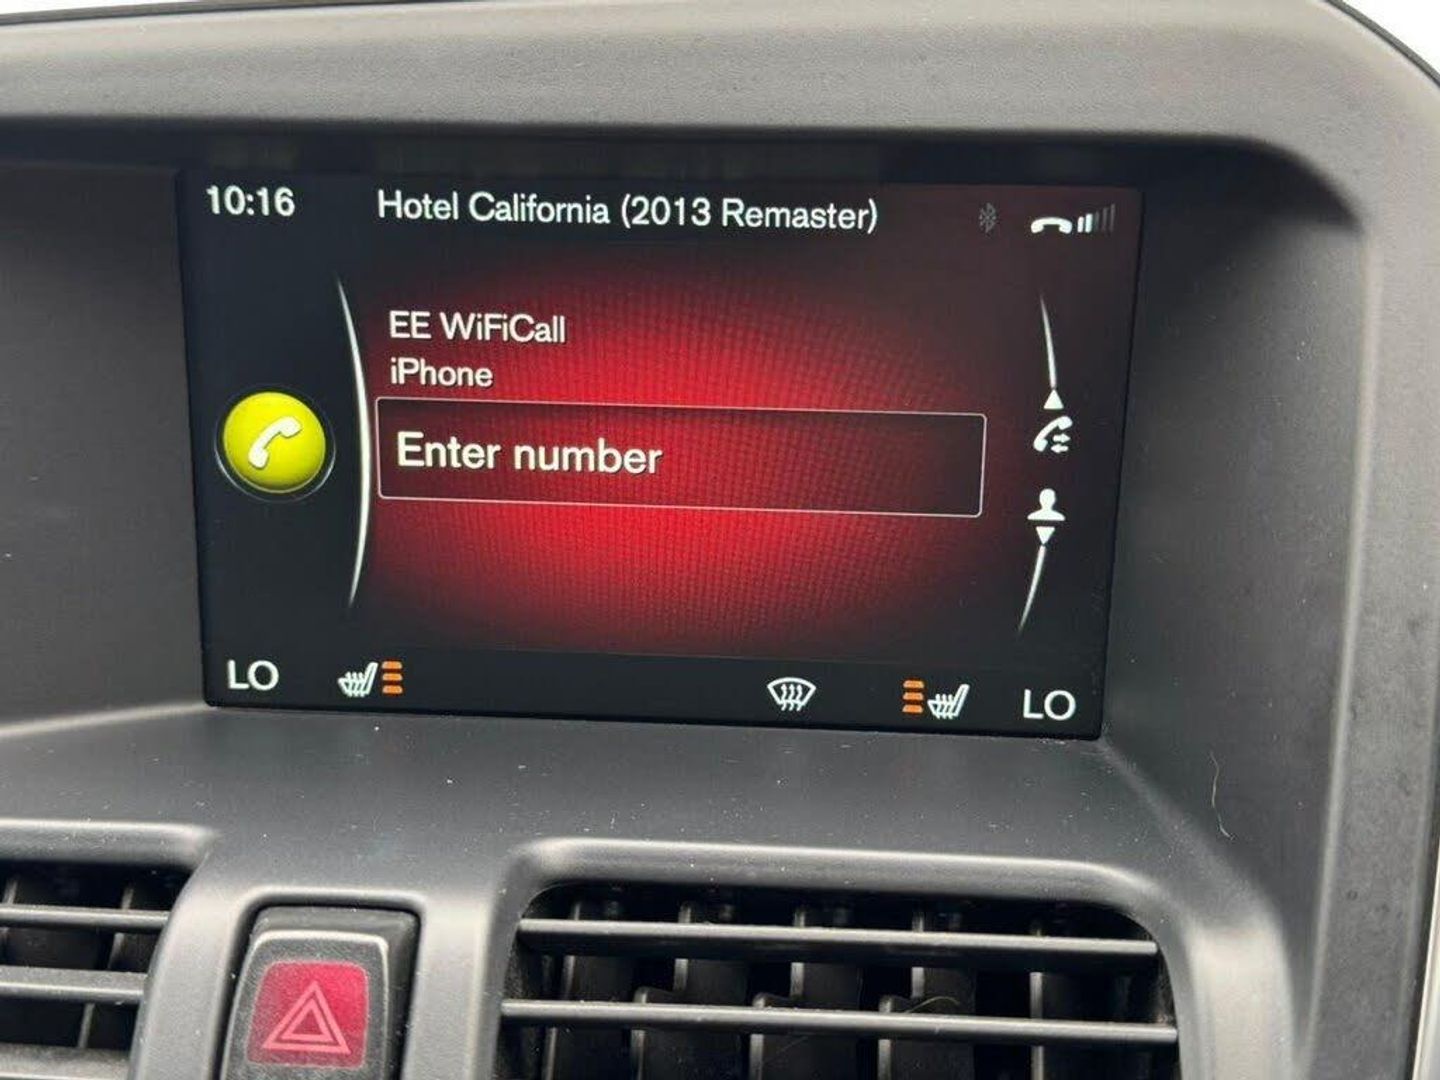 10:16
Hotel California (2013 Remaster)
EE WiFiCall
iPhone
Enter number
LO
LO